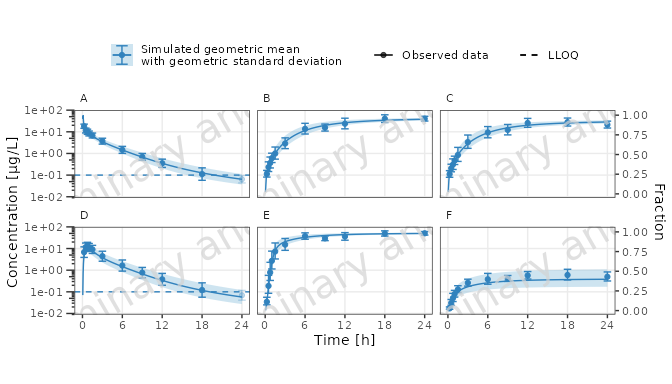 Simulated geometric mean
with geometric standard deviation
Observed data
LLOQ
A
B
C
1e+02
1e+01
1e+00
1e-01
1e-02
1.00
0.75
0.50
0.25
0.00
D
E
F
1e+02
1e+01
1e+00
1e-01
1e-02
1.00
0.75
0.50
0.25
0.00
0 6 12 18 24
0 6 12 18 24
0 6 12 18 24
Concentration [µg/L]
Fraction
Time [h]